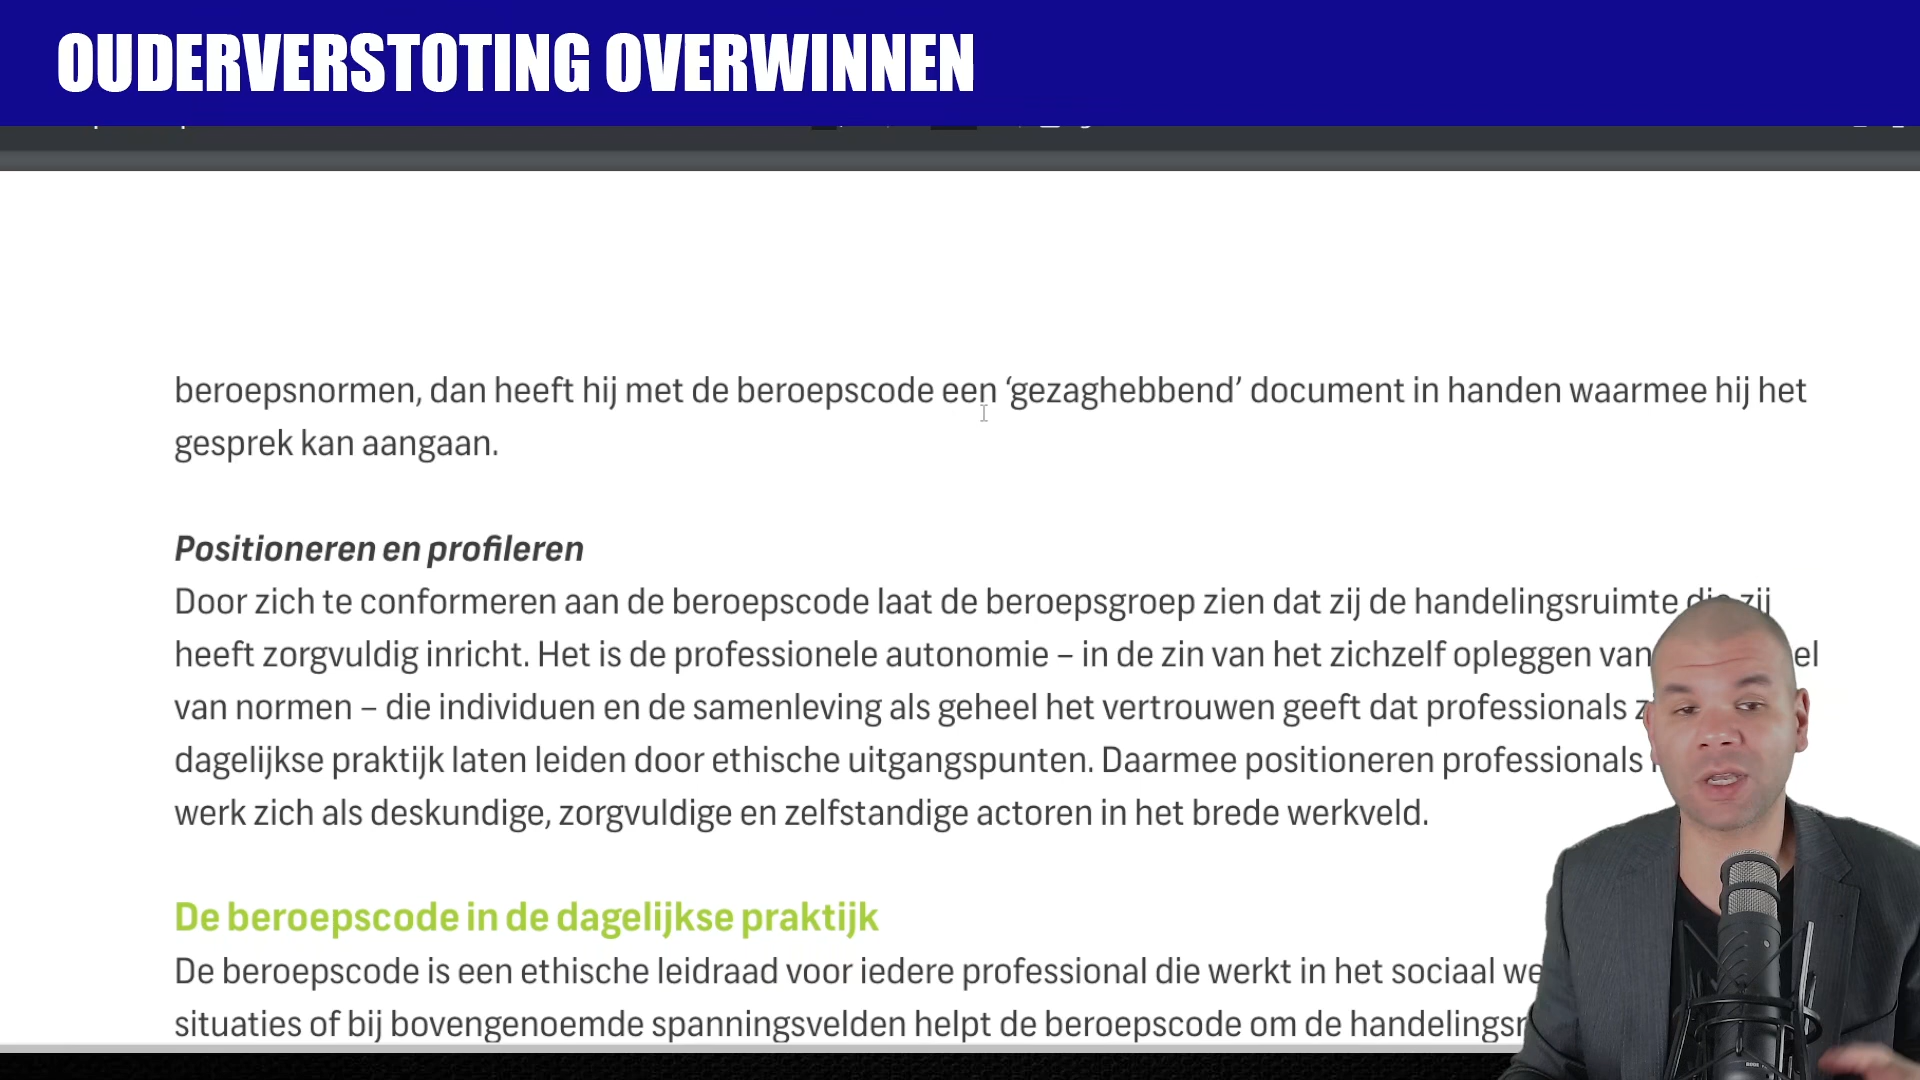 OUDERVERSTOTING OVERWINNEN
beroepsnormen, dan heeft hij met de beroepscode een ‘gezaghebbend’ document in handen waarmee hij het
gesprek kan aangaan.
Positioneren en profileren
Door zich te conformeren aan de beroepscode laat de beroepsgroep zien dat zij de handelingsruimte die zij
heeft zorgvuldig inricht. Het is de professionele autonomie – in de zin van het zichzelf opleggen van
van normen – die individuen en de samenleving als geheel het vertrouwen geeft dat professionals
dagelijkse praktijk laten leiden door ethische uitgangspunten. Daarmee positioneren professionals
werk zich als deskundige, zorgvuldige en zelfstandige actoren in het brede werkveld.
De beroepscode in de dagelijkse praktijk
De beroepscode is een ethische leidraad voor iedere professional die werkt in het sociaal
situaties of bij bovengenoemde spanningsvelden helpt de beroepscode om de